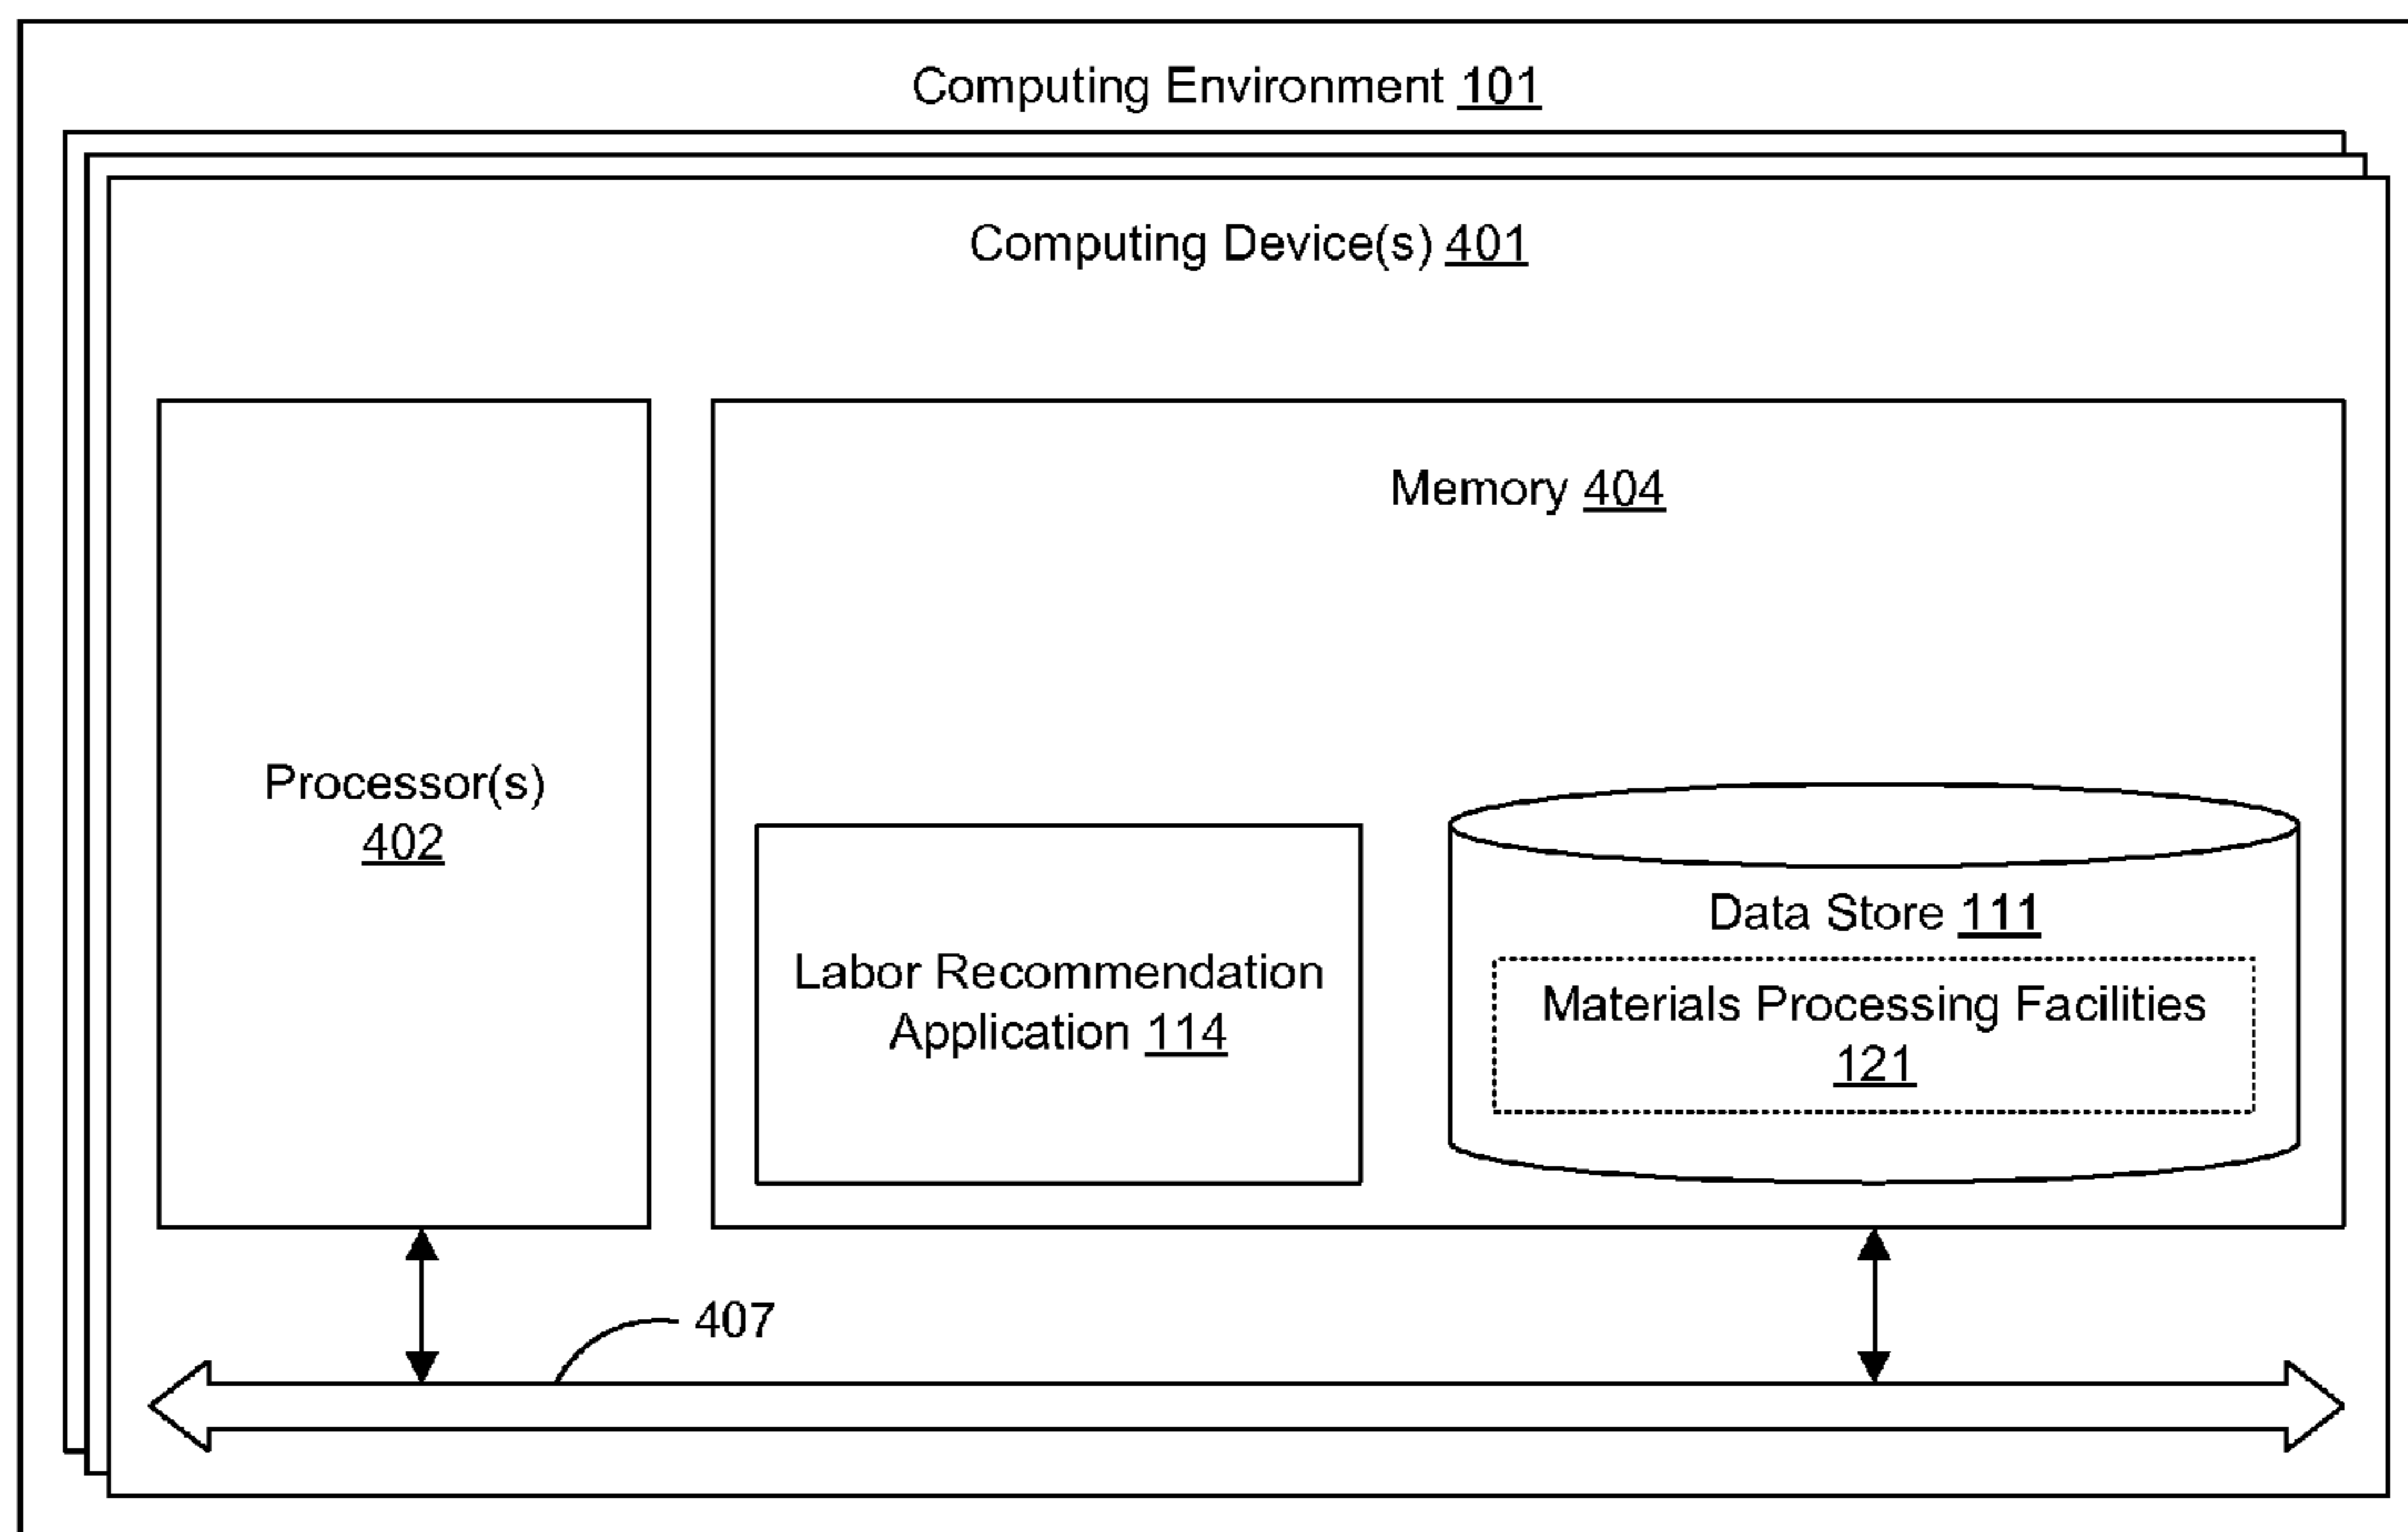 Computing Environment 101
Computing Device(s) 401
Memory 404
Processor(s)
402
Labor Recommendation
Application 114
Data Store 111
Materials Processing Facilities
121
407